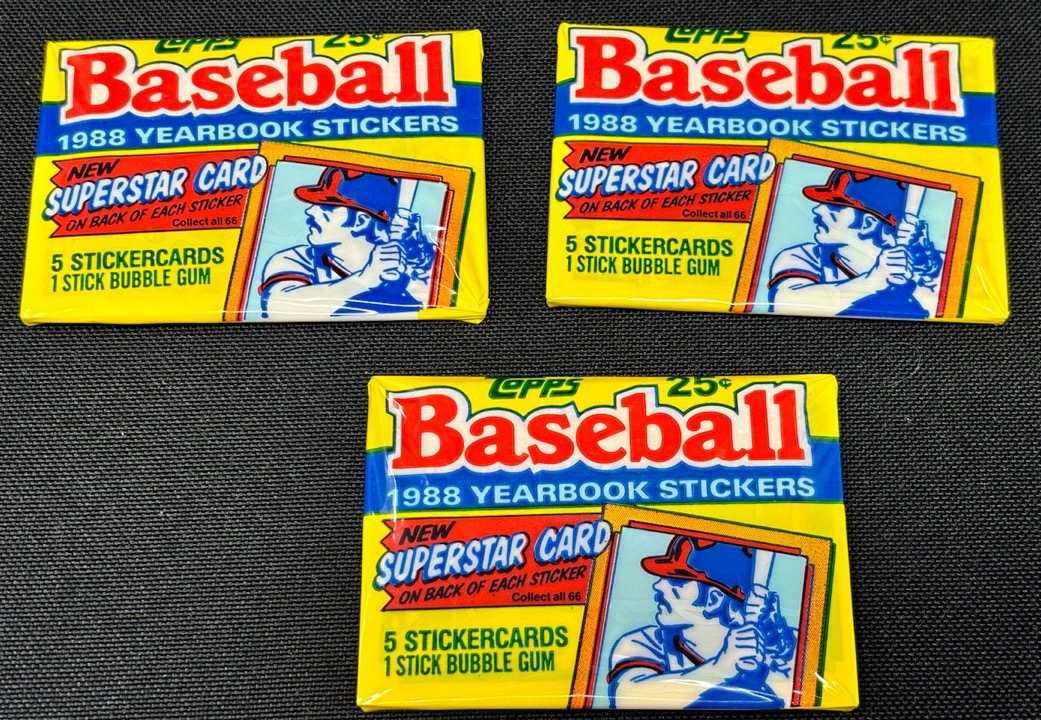 Topps 25¢
Baseball
1988 YEARBOOK STICKERS
NEW
SUPERSTAR CARD
ON BACK OF EACH STICKER
Collect all 66
5 STICKERCARDS
1 STICK BUBBLE GUM
Topps 25¢
Baseball
1988 YEARBOOK STICKERS
NEW
SUPERSTAR CARD
ON BACK OF EACH STICKER
Collect all 66
5 STICKERCARDS
1 STICK BUBBLE GUM
Topps 25¢
Baseball
1988 YEARBOOK STICKERS
NEW
SUPERSTAR CARD
ON BACK OF EACH STICKER
Collect all 66
5 STICKERCARDS
1 STICK BUBBLE GUM